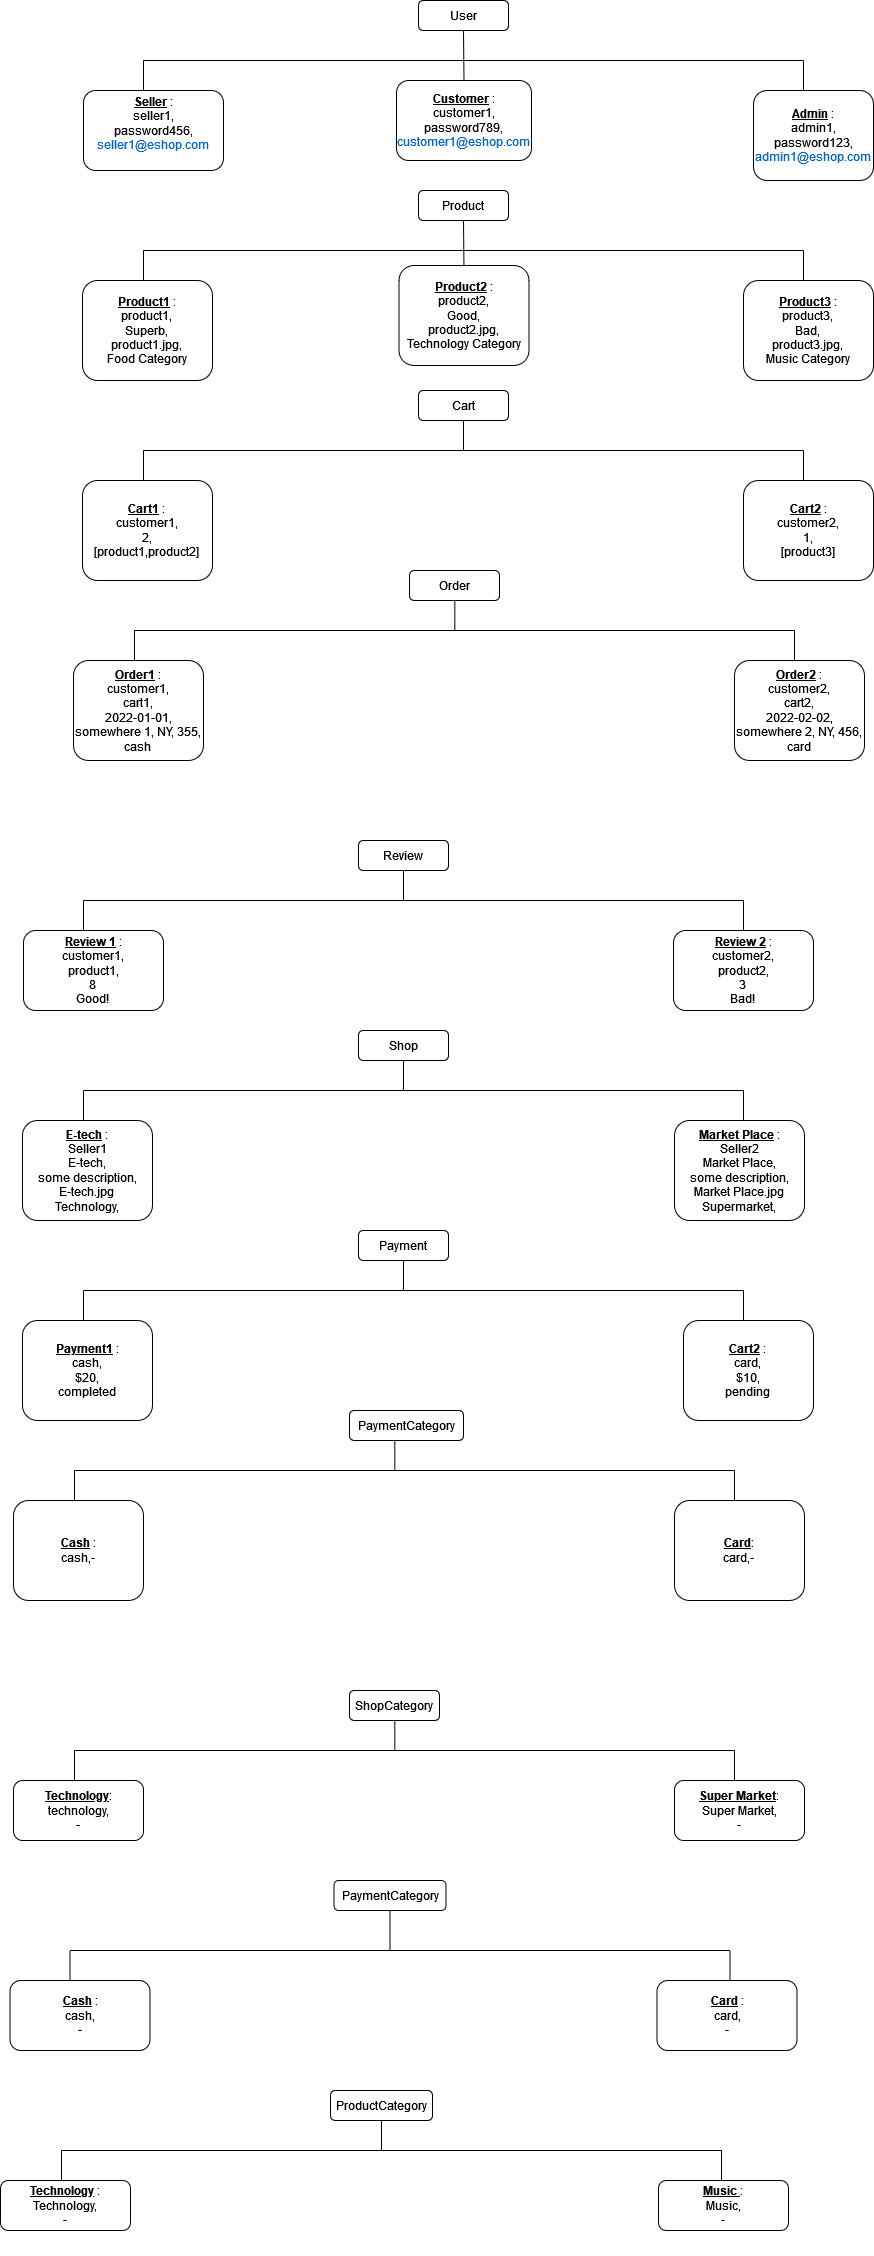 User
Seller :
seller1,
password456,
seller1@eshop.com
Customer :
customer1,
password789,
customer1@eshop.com
Admin :
admin1,
password123,
admin1@eshop.com
Product
Product1 :
product1,
Superb,
product1.jpg,
Food Category
Product2 :
product2,
Good,
product2.jpg,
Technology Category
Product3 :
product3,
Bad,
product3.jpg,
Music Category
Cart
Cart1 :
customer1,
2,
[product1,product2]
Cart2 :
customer2,
1,
[product3]
Order
Order1 :
customer1,
cart1,
2022-01-01,
somewhere 1, NY, 355,
cash
Order2 :
customer2,
cart2,
2022-02-02,
somewhere 2, NY, 456,
card
Review
Review 1 :
customer1,
product1,
8
Good!
Review 2 :
customer2,
product2,
3
Bad!
Shop
E-tech :
Seller1
E-tech,
some description,
E-tech.jpg
Technology,
Market Place :
Seller2
Market Place,
some description,
Market Place.jpg
Supermarket,
Payment
Payment1 :
cash,
$20,
completed
Cart2 :
card,
$10,
pending
PaymentCategory
Cash :
cash,-
Card:
card,-
ShopCategory
Technology:
technology,
-
Super Market:
Super Market,
-
PaymentCategory
Cash :
cash,
-
Card :
card,
-
ProductCategory
Technology :
Technology,
-
Music :
Music,
-